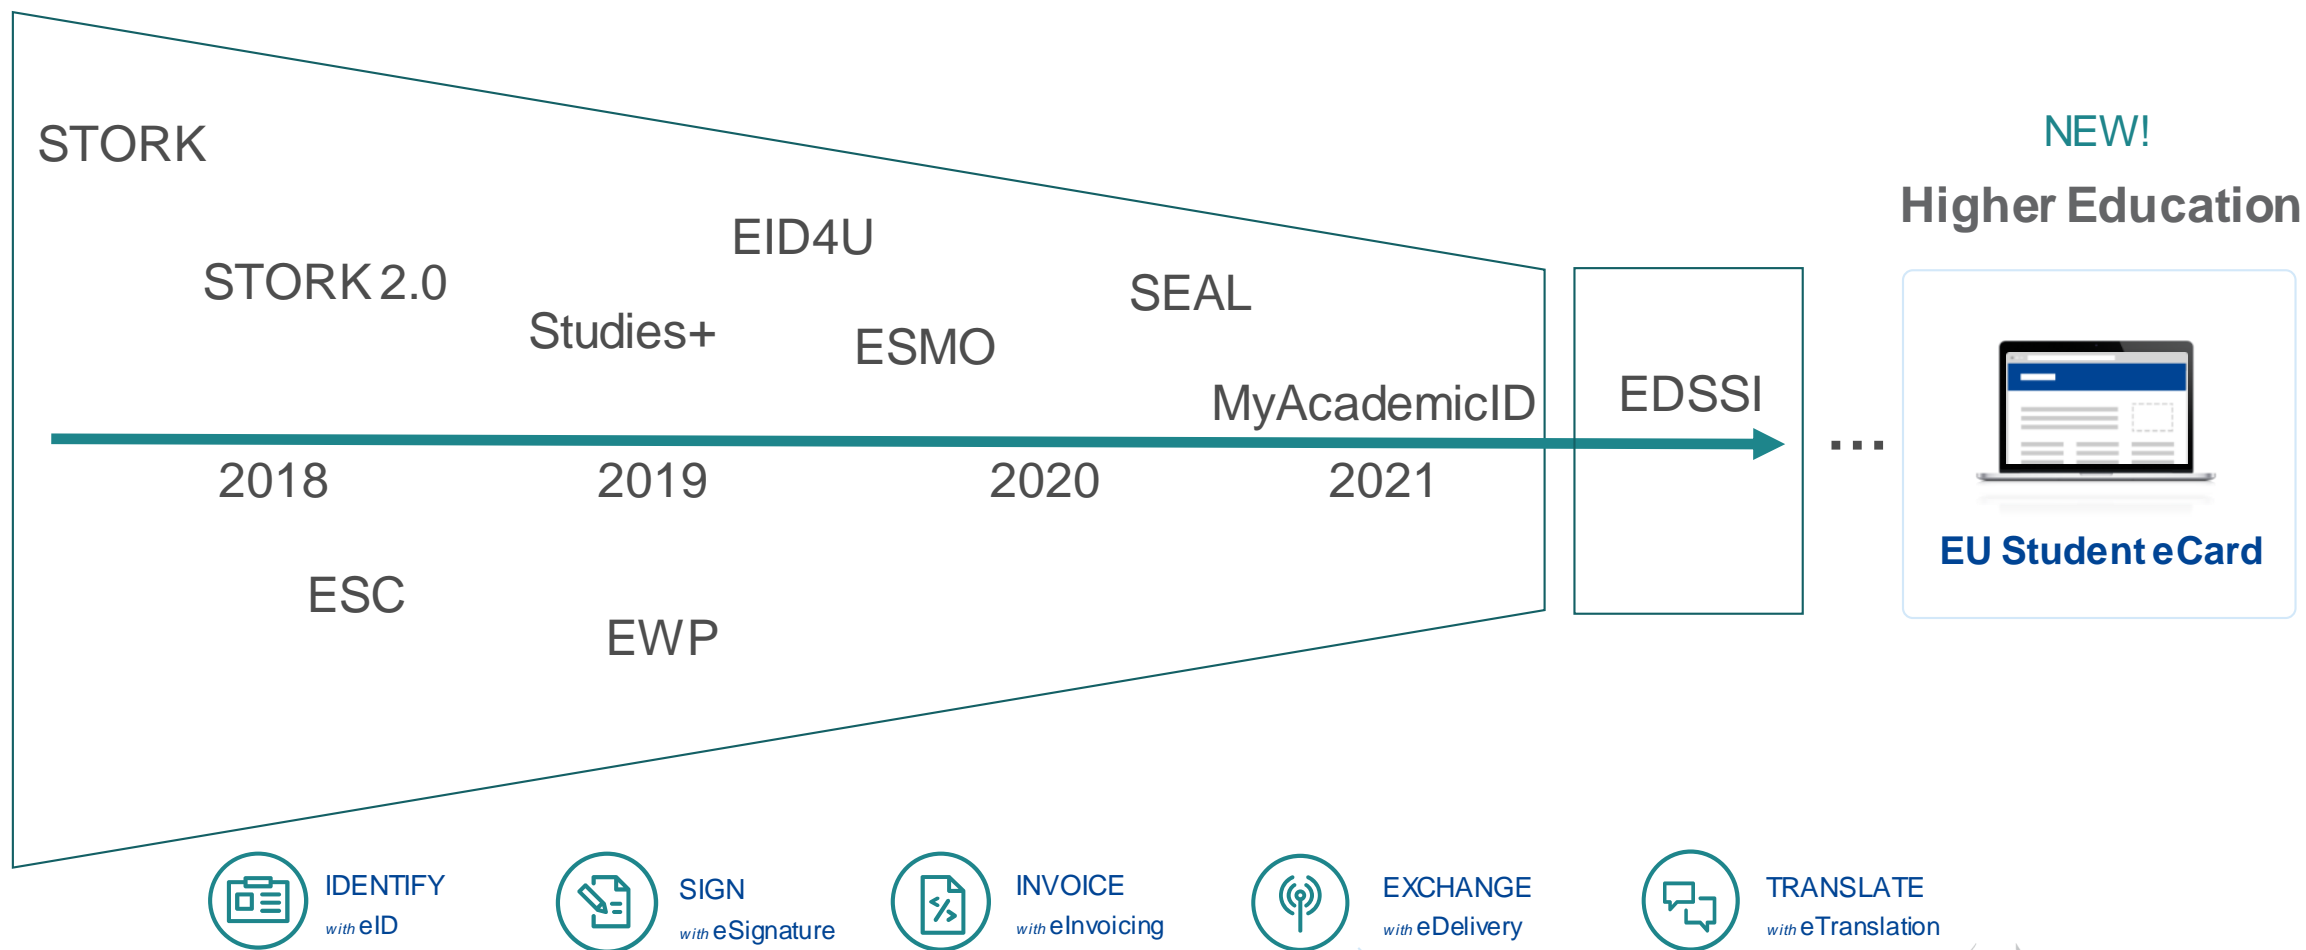 STORK
STORK 2.0
Studies+
EID4U
ESMO
SEAL
MyAcademicID
EDSSI
...
2018
2019
2020
2021
ESC
EWP
NEW!
Higher Education
EU Student eCard
IDENTIFY
with eID
SIGN
with eSignature
INVOICE
with eInvoicing
EXCHANGE
with eDelivery
TRANSLATE
with eTranslation